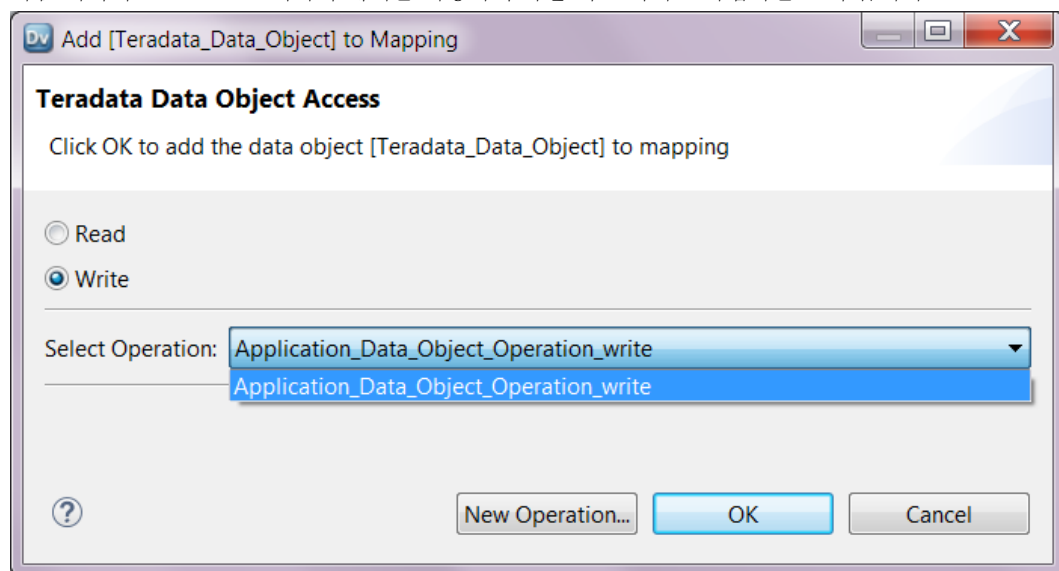 Dv Add [Teradata_Data_Object] to Mapping
Teradata Data Object Access
Click OK to add the data object [Teradata_Data_Object] to mapping
Read
Write
Select Operation: Application_Data_Object_Operation_write
Application_Data_Object_Operation_write
? New Operation... OK Cancel